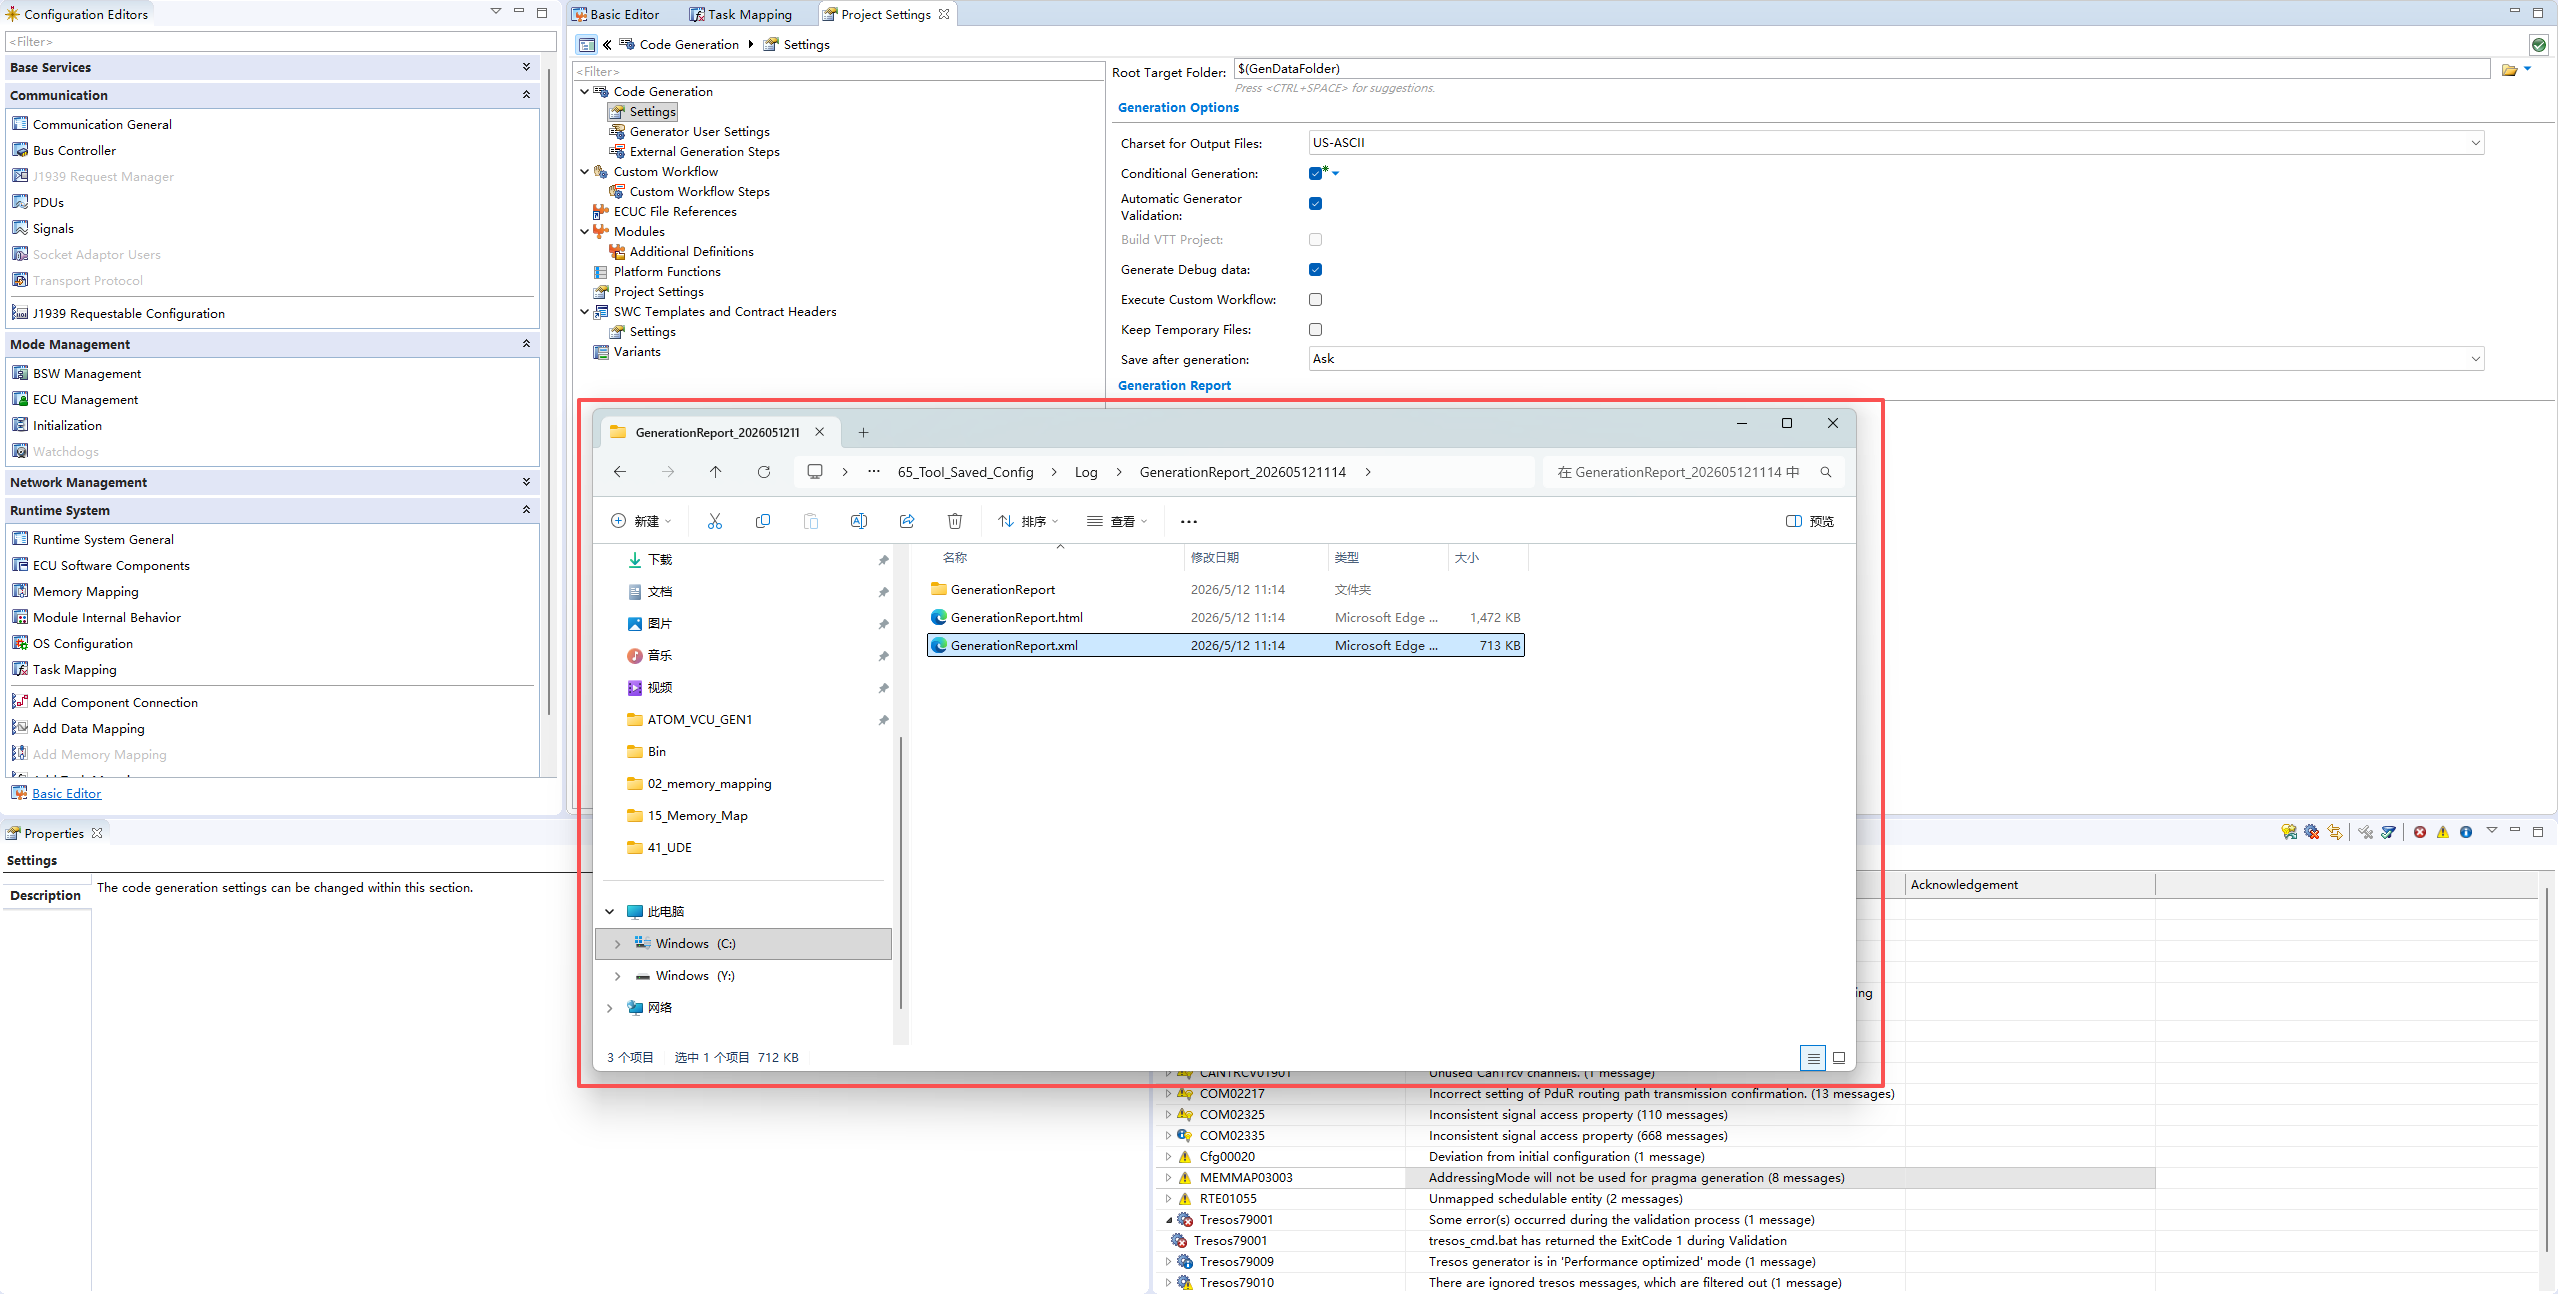 Configuration Editors
<Filter>
Base Services
Communication
Communication General
Bus Controller
J1939 Request Manager
PDUs
Signals
Socket Adaptor Users
Transport Protocol
J1939 Requestable Configuration
Mode Management
BSW Management
ECU Management
Initialization
Watchdogs
Network Management
Runtime System
Runtime System General
ECU Software Components
Memory Mapping
Module Internal Behavior
OS Configuration
Task Mapping
Add Component Connection
Add Data Mapping
Add Memory Mapping
Basic Editor
Basic Editor
Task Mapping
Project Settings
Code Generation
Settings
<Filter>
Code Generation
Settings
Generator User Settings
External Generation Steps
Custom Workflow
Custom Workflow Steps
ECUC File References
Modules
Additional Definitions
Platform Functions
Project Settings
SWC Templates and Contract Headers
Settings
Variants
Root Target Folder: $(GenDataFolder)
Press <CTRL+SPACE> for suggestions.
Generation Options
Charset for Output Files: US-ASCII
Conditional Generation:
Automatic Generator
Validation:
Build VTT Project:
Generate Debug data:
Execute Custom Workflow:
Keep Temporary Files:
Save after generation: Ask
Generation Report
GenerationReport_2026051211
65_Tool_Saved_Config > Log > GenerationReport_202605121114 >
在 GenerationReport_202605121114 中
新建
排序
查看
预览
下载
文档
图片
音乐
视频
ATOM_VCU_GEN1
Bin
02_memory_mapping
15_Memory_Map
41_UDE
此电脑
Windows (C:)
Windows (Y:)
网络
名称 修改日期 类型 大小
GenerationReport 2026/5/12 11:14 文件夹
GenerationReport.html 2026/5/12 11:14 Microsoft Edge ... 1,472 KB
GenerationReport.xml 2026/5/12 11:14 Microsoft Edge ... 713 KB
3 个项目 选中 1 个项目 712 KB
Properties
Settings
Description
The code generation settings can be changed within this section.
Acknowledgement
ing
CANTRCV01901 Unused CanTrcv channels. (1 message)
COM02217 Incorrect setting of PduR routing path transmission confirmation. (13 messages)
COM02325 Inconsistent signal access property (110 messages)
COM02335 Inconsistent signal access property (668 messages)
Cfg00020 Deviation from initial configuration (1 message)
MEMMAP03003 AddressingMode will not be used for pragma generation (8 messages)
RTE01055 Unmapped schedulable entity (2 messages)
Tresos79001 Some error(s) occurred during the validation process (1 message)
Tresos79001 tresos_cmd.bat has returned the ExitCode 1 during Validation
Tresos79009 Tresos generator is in 'Performance optimized' mode (1 message)
Tresos79010 There are ignored tresos messages, which are filtered out (1 message)